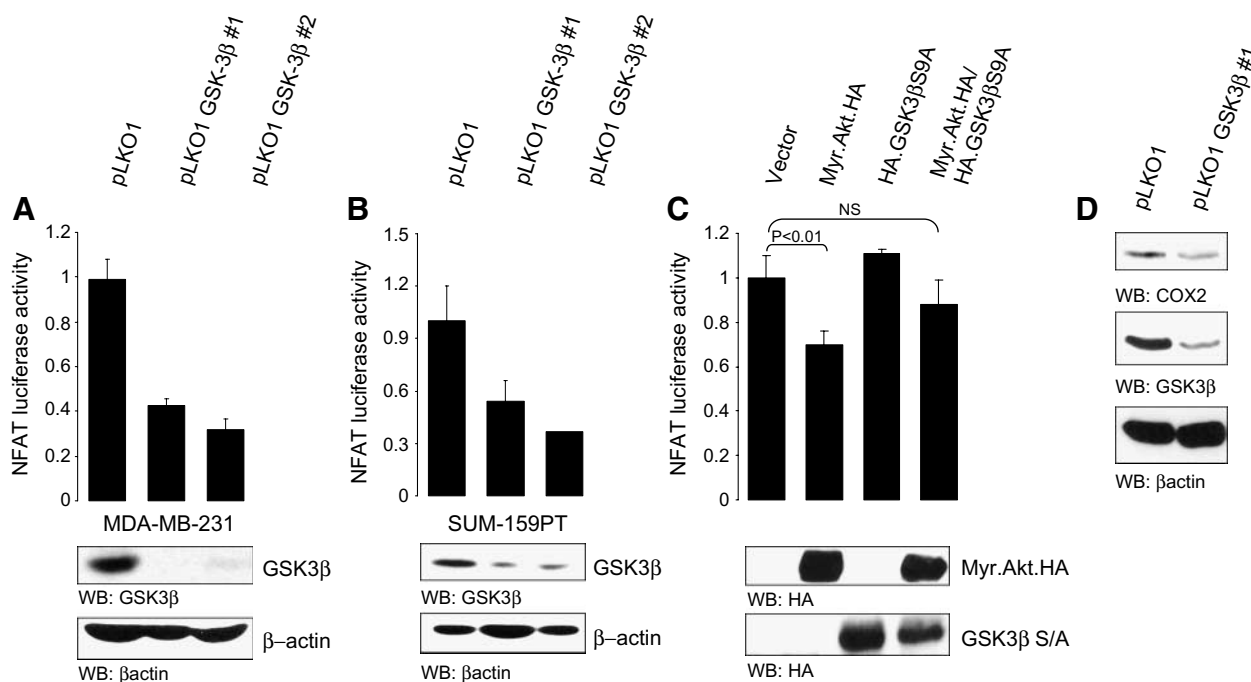 pLKO1
pLKO1 GSK-3β #1
pLKO1 GSK-3β #2
pLKO1
pLKO1 GSK-3β #1
pLKO1 GSK-3β #2
Vector
Myr.Akt.HA
HA.GSK3βS9A
Myr.Akt.HA/
HA.GSK3βS9A
pLKO1
pLKO1 GSK3β #1
A
NFAT luciferase activity
1.2
1
0.8
0.6
0.4
0.2
0
MDA-MB-231
GSK3β
WB: GSK3β
β–actin
WB: βactin
B
NFAT luciferase activity
1.5
1.2
0.9
0.6
0.3
0
SUM-159PT
GSK3β
WB: GSK3β
β–actin
WB: βactin
C
NS
P<0.01
NFAT luciferase activity
1.2
1
0.8
0.6
0.4
0.2
0
Myr.Akt.HA
WB: HA
GSK3β S/A
WB: HA
D
WB: COX2
WB: GSK3β
WB: βactin